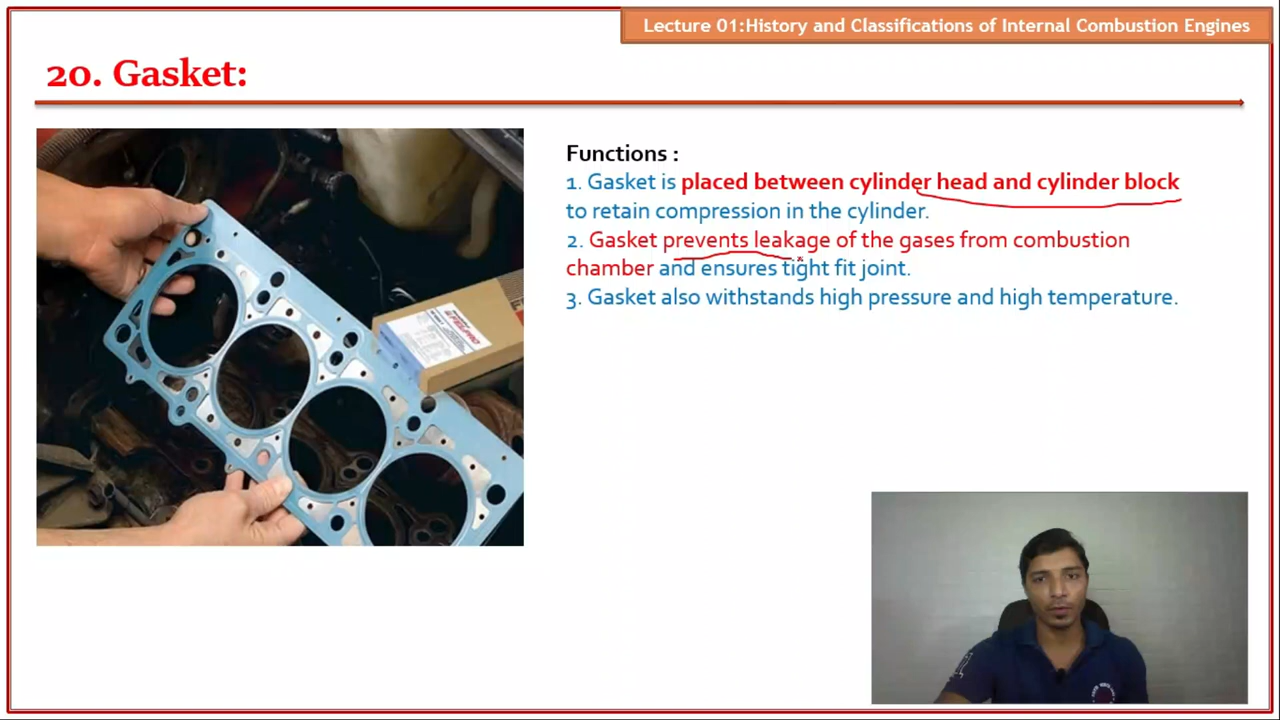 Lecture 01:History and Classifications of Internal Combustion Engines
20. Gasket:
Functions :
1. Gasket is placed between cylinder head and cylinder block
to retain compression in the cylinder.
2. Gasket prevents leakage of the gases from combustion
chamber and ensures tight fit joint.
3. Gasket also withstands high pressure and high temperature.
FELPRO